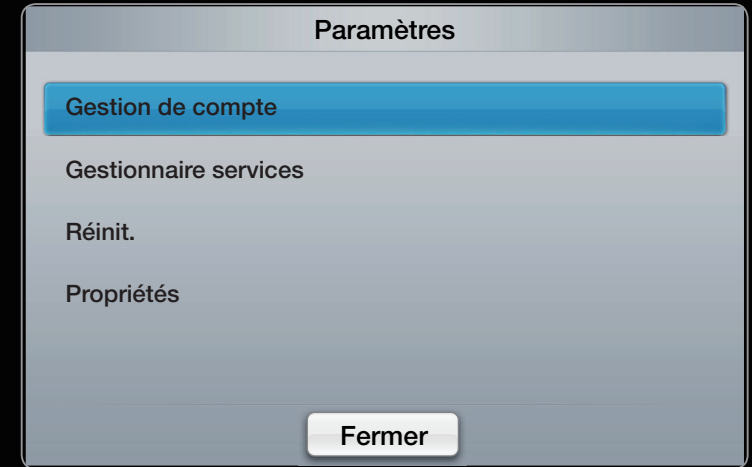 Paramètres
Gestion de compte
Gestionnaire services
Réinit.
Propriétés
Fermer